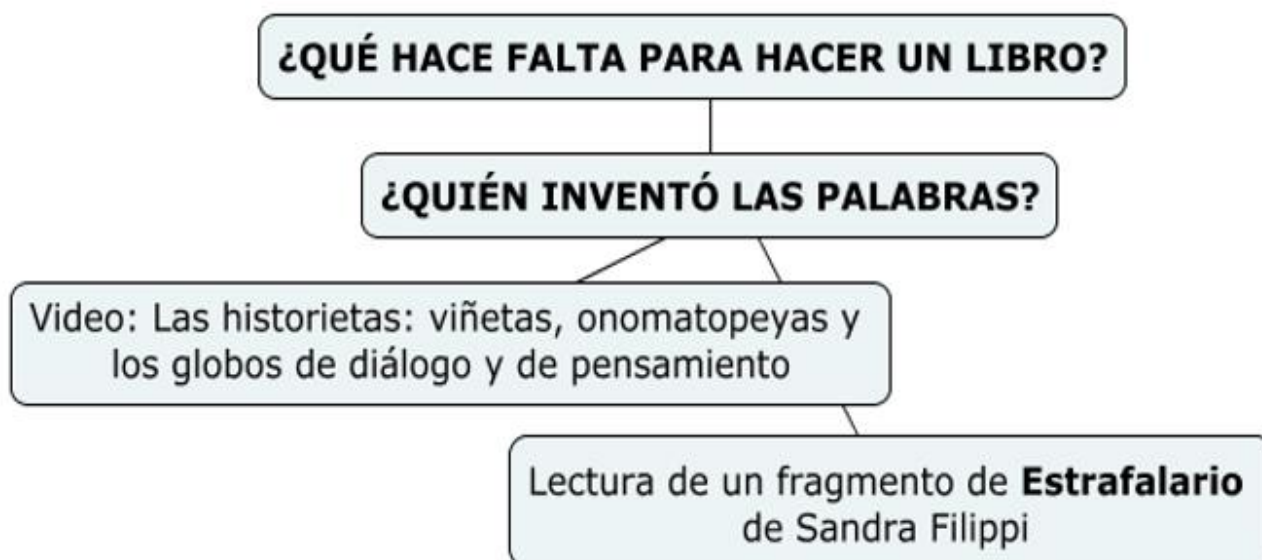 ¿QUÉ HACE FALTA PARA HACER UN LIBRO?
¿QUIÉN INVENTÓ LAS PALABRAS?
Video: Las historietas: viñetas, onomatopeyas y
los globos de diálogo y de pensamiento
Lectura de un fragmento de Estrafalario
de Sandra Filippi